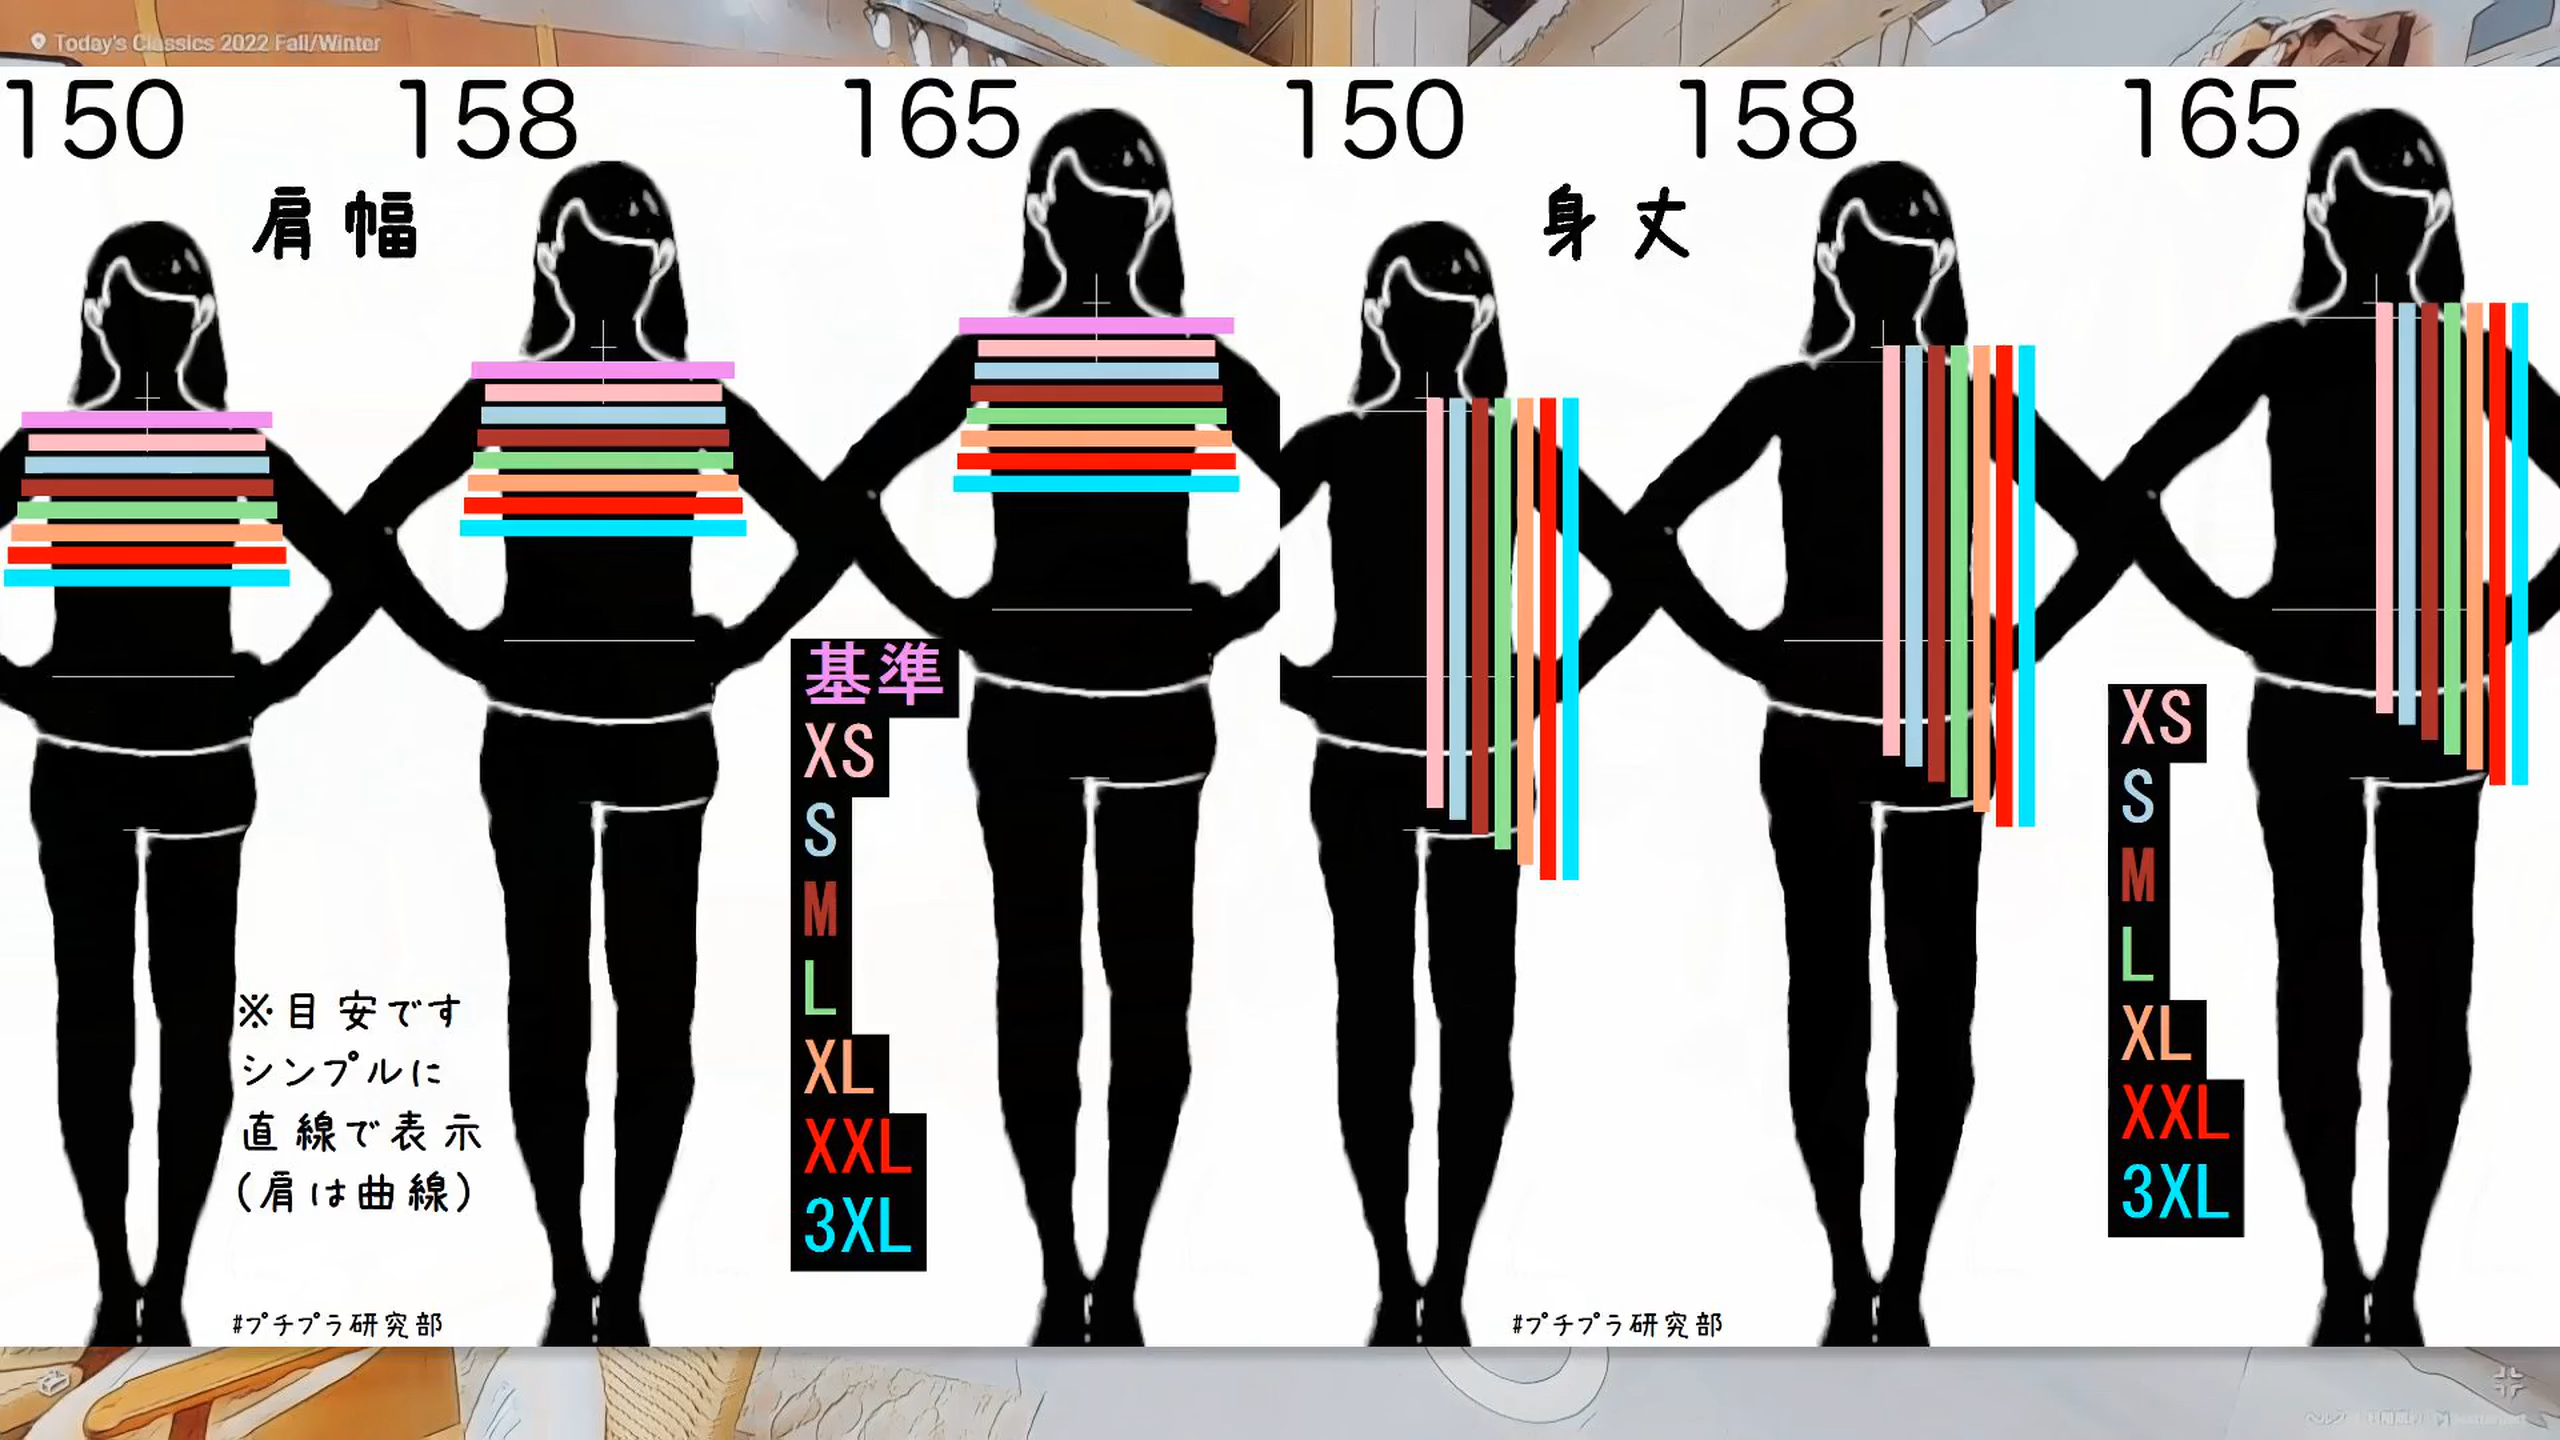 Today's Classics 2022 Fall/Winter
150
158
165
肩幅
基準
XS
S
M
L
XL
XXL
3XL
※目安です
シンプルに
直線で表示
(肩は曲線)
#プチプラ研究部
150
158
165
身丈
XS
S
M
L
XL
XXL
3XL
#プチプラ研究部
ヘルプ